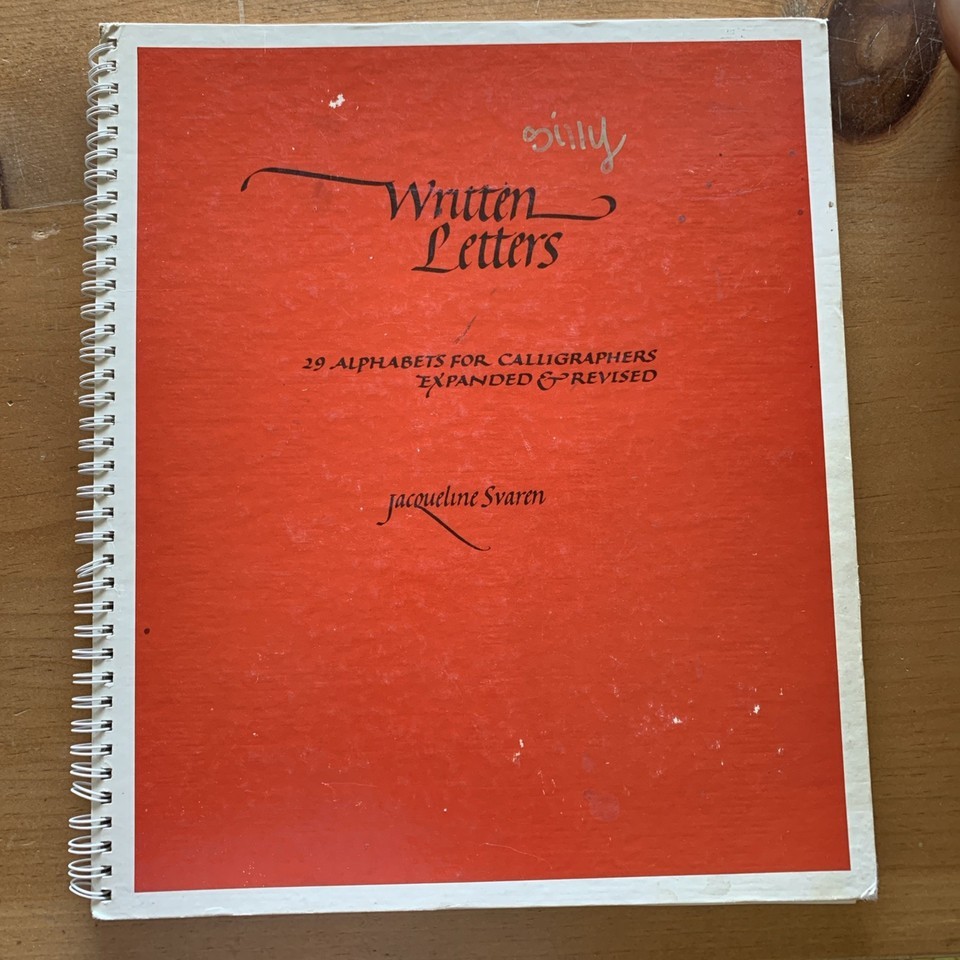 silly
Written
Letters
29 ALPHABETS FOR CALLIGRAPHERS
EXPANDED & REVISED
Jacqueline Svaren